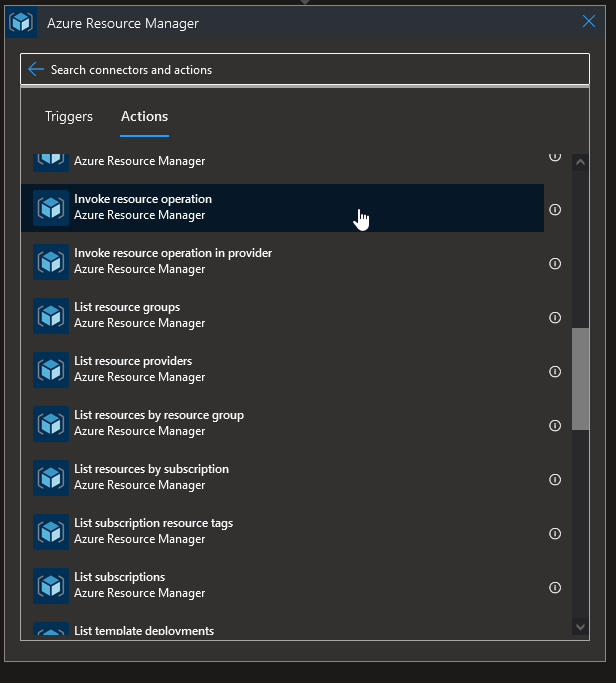 Azure Resource Manager
Search connectors and actions
Triggers
Actions
Azure Resource Manager
Invoke resource operation
Azure Resource Manager
Invoke resource operation in provider
Azure Resource Manager
List resource groups
Azure Resource Manager
List resource providers
Azure Resource Manager
List resources by resource group
Azure Resource Manager
List resources by subscription
Azure Resource Manager
List subscription resource tags
Azure Resource Manager
List subscriptions
Azure Resource Manager
List template deployments